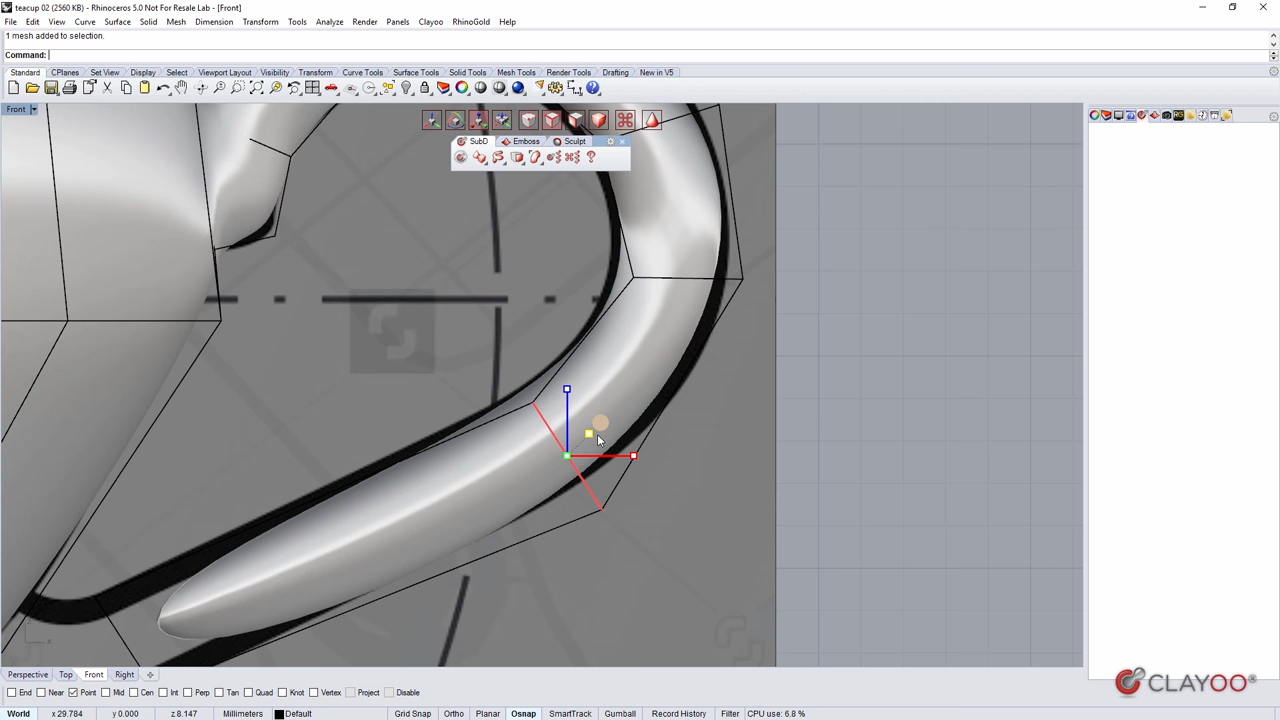 teacup 02 (2560 KB) - Rhinoceros 5.0 Not For Resale Lab - [Front]
File Edit View Curve Surface Solid Mesh Dimension Transform Tools Analyze Render Panels Clayoo RhinoGold Help
1 mesh added to selection.
Command:
Standard CPlanes Set View Display Select Viewport Layout Visibility Transform Curve Tools Surface Tools Solid Tools Mesh Tools Render Tools Drafting New in V5
Front
SubD Emboss Sculpt
CLAYOO®
Perspective Top Front Right
End Near Point Mid Cen Int Perp Tan Quad Knot Vertex Project Disable
World x 29.784 y 0.000 z 8.147 Millimeters Default Grid Snap Ortho Planar Osnap SmartTrack Gumball Record History Filter CPU use: 6.8 %